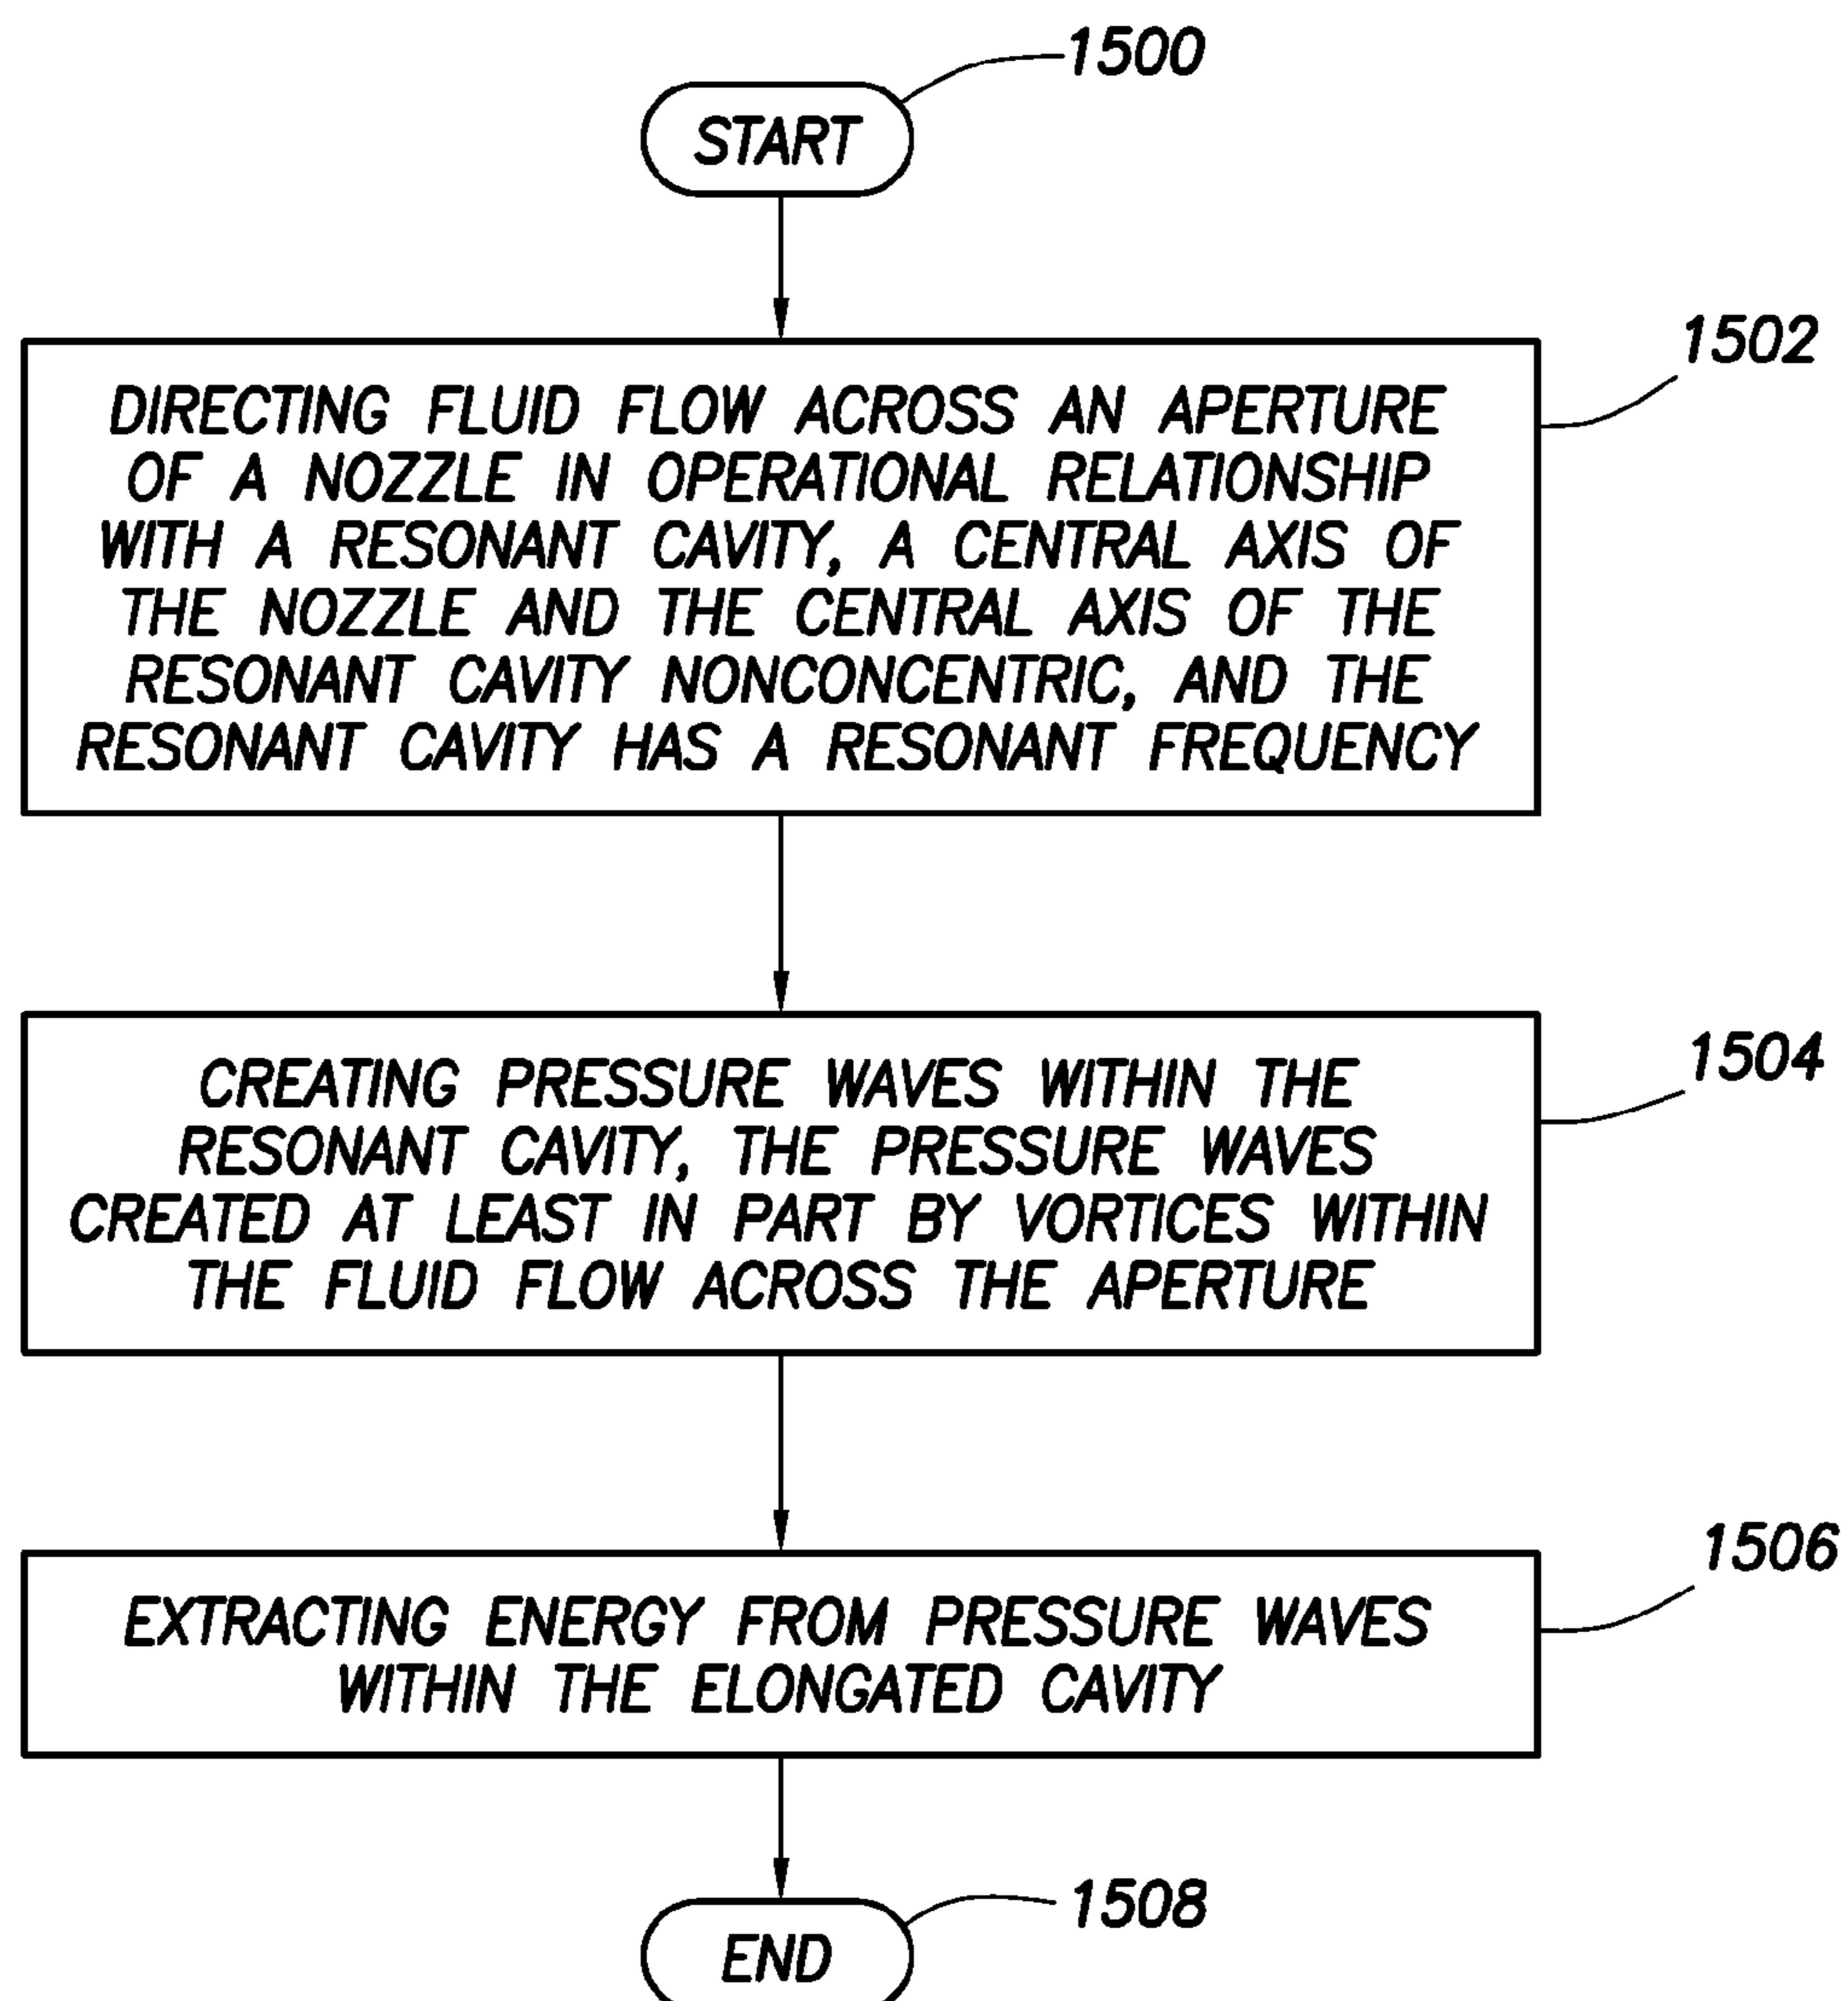 1500
START
1502
DIRECTING FLUID FLOW ACROSS AN APERTURE
OF A NOZZLE IN OPERATIONAL RELATIONSHIP
WITH A RESONANT CAVITY, A CENTRAL AXIS OF
THE NOZZLE AND THE CENTRAL AXIS OF THE
RESONANT CAVITY NONCONCENTRIC, AND THE
RESONANT CAVITY HAS A RESONANT FREQUENCY
1504
CREATING PRESSURE WAVES WITHIN THE
RESONANT CAVITY, THE PRESSURE WAVES
CREATED AT LEAST IN PART BY VORTICES WITHIN
THE FLUID FLOW ACROSS THE APERTURE
1506
EXTRACTING ENERGY FROM PRESSURE WAVES
WITHIN THE ELONGATED CAVITY
1508
END